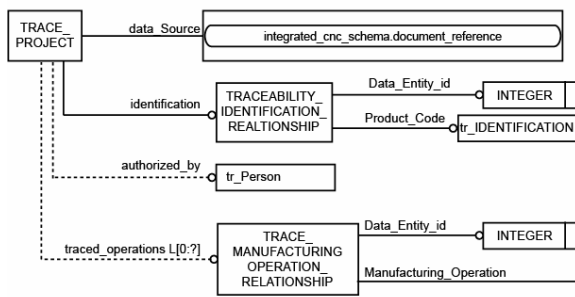 TRACE_
PROJECT
data_Source
integrated_cnc_schema.document_reference
identification
TRACEABILITY_
IDENTIFICATION_
REALTIONSHIP
Data_Entity_id
INTEGER
Product_Code
tr_IDENTIFICATION
authorized_by
tr_Person
traced_operations L[0:?]
TRACE_
MANUFACTURING
OPERATION_
RELATIONSHIP
Data_Entity_id
INTEGER
Manufacturing_Operation